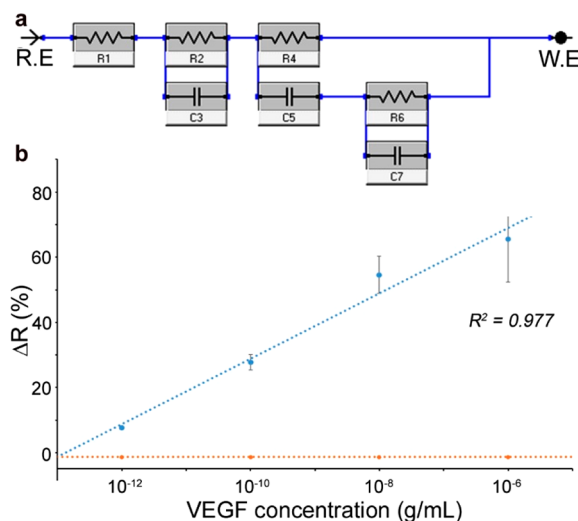 a
R.E
R1
R2
R4
W.E
C3
C5
R6
C7
b
80
60
40
20
0
ΔR (%)
R² = 0.977
10⁻¹² 10⁻¹⁰ 10⁻⁸ 10⁻⁶
VEGF concentration (g/mL)